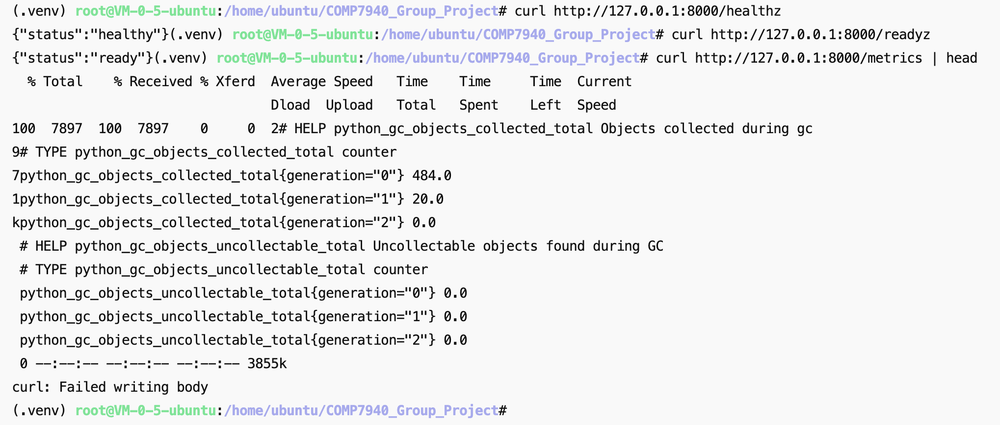 (.venv) root@VM-0-5-ubuntu:/home/ubuntu/COMP7940_Group_Project# curl http://127.0.0.1:8000/healthz
{"status":"healthy"}(.venv) root@VM-0-5-ubuntu:/home/ubuntu/COMP7940_Group_Project# curl http://127.0.0.1:8000/readyz
{"status":"ready"}(.venv) root@VM-0-5-ubuntu:/home/ubuntu/COMP7940_Group_Project# curl http://127.0.0.1:8000/metrics | head
  % Total    % Received % Xferd  Average Speed   Time    Time     Time  Current
                                 Dload  Upload   Total   Spent    Left  Speed
100  7897  100  7897    0     0  2# HELP python_gc_objects_collected_total Objects collected during gc
9# TYPE python_gc_objects_collected_total counter
7python_gc_objects_collected_total{generation="0"} 484.0
1python_gc_objects_collected_total{generation="1"} 20.0
kpython_gc_objects_collected_total{generation="2"} 0.0
 # HELP python_gc_objects_uncollectable_total Uncollectable objects found during GC
 # TYPE python_gc_objects_uncollectable_total counter
 python_gc_objects_uncollectable_total{generation="0"} 0.0
 python_gc_objects_uncollectable_total{generation="1"} 0.0
 python_gc_objects_uncollectable_total{generation="2"} 0.0
 0 --:--:-- --:--:-- --:--:-- 3855k
curl: Failed writing body
(.venv) root@VM-0-5-ubuntu:/home/ubuntu/COMP7940_Group_Project#